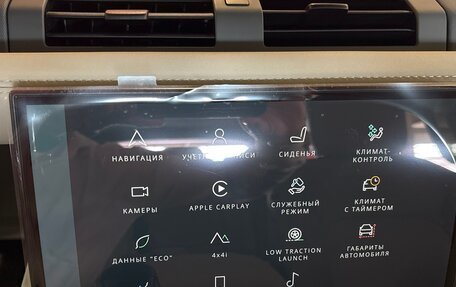 НАВИГАЦИЯ
СИДЕНЬЯ
КЛИМАТ-
КОНТРОЛЬ
КАМЕРЫ
APPLE CARPLAY
СЛУЖЕБНЫЙ
РЕЖИМ
КЛИМАТ
С ТАЙМЕРОМ
ДАННЫЕ "ECO"
4x4i
LOW TRACTION
LAUNCH
ГАБАРИТЫ
АВТОМОБИЛЯ